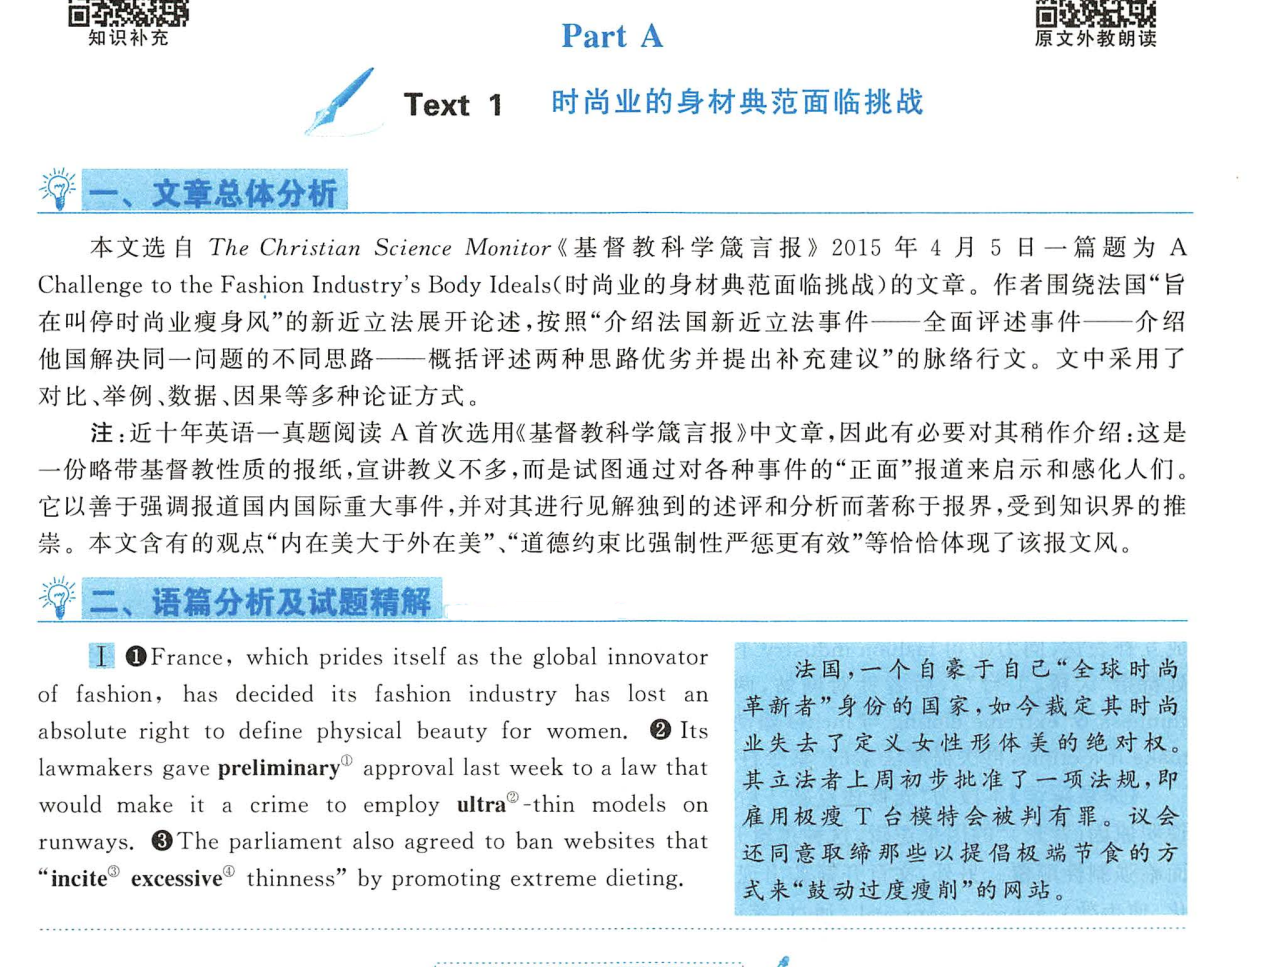 知识补充
Part A
原文外教朗读
Text 1 时尚业的身材典范面临挑战
一、文章总体分析
本文选自 The Christian Science Monitor《基督教科学箴言报》2015 年 4 月 5 日一篇题为 A
Challenge to the Fashion Industry's Body Ideals(时尚业的身材典范面临挑战)的文章。作者围绕法国“旨
在叫停时尚业瘦身风”的新近立法展开论述,按照“介绍法国新近立法事件——全面评述事件——介绍
他国解决同一问题的不同思路——概括评述两种思路优劣并提出补充建议”的脉络行文。文中采用了
对比、举例、数据、因果等多种论证方式。
注:近十年英语一真题阅读 A 首次选用《基督教科学箴言报》中文章,因此有必要对其稍作介绍:这是
一份略带基督教性质的报纸,宣讲教义不多,而是试图通过对各种事件的“正面”报道来启示和感化人们。
它以善于强调报道国内国际重大事件,并对其进行见解独到的述评和分析而著称于报界,受到知识界的推
崇。本文含有的观点“内在美大于外在美”、“道德约束比强制性严惩更有效”等恰恰体现了该报文风。
二、语篇分析及试题精解
Ⅰ ❶France, which prides itself as the global innovator
of fashion, has decided its fashion industry has lost an
absolute right to define physical beauty for women. ❷Its
lawmakers gave preliminary① approval last week to a law that
would make it a crime to employ ultra②-thin models on
runways. ❸The parliament also agreed to ban websites that
“incite③ excessive④ thinness” by promoting extreme dieting.
法国,一个自豪于自己“全球时尚
革新者”身份的国家,如今裁定其时尚
业失去了定义女性形体美的绝对权。
其立法者上周初步批准了一项法规,即
雇用极瘦 T 台模特会被判有罪。议会
还同意取缔那些以提倡极端节食的方
式来“鼓动过度瘦削”的网站。